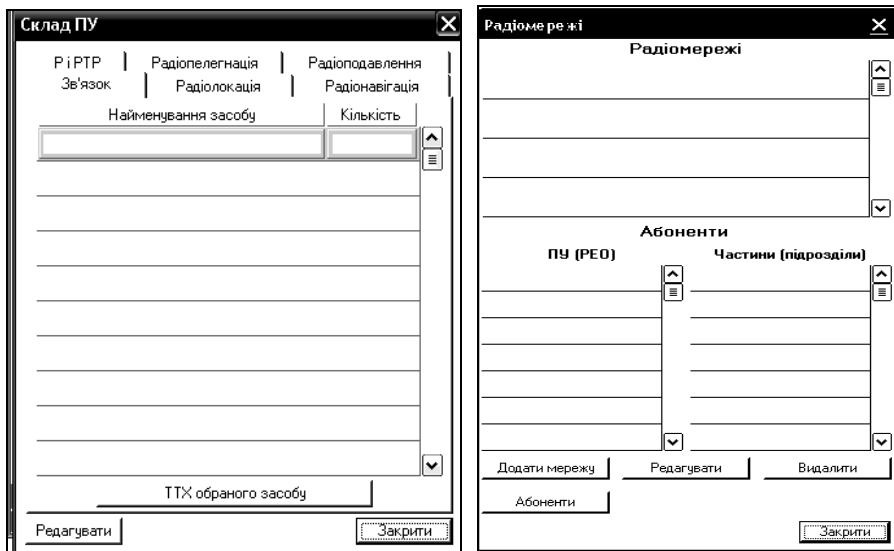 Склад ПУ
Р і РТР Радіопелегнація Радіоподавлення
Зв'язок Радіолокація Радіонавігація
Найменування засобу Кількість
ТТХ обраного засобу
Редагувати Закрити
Радіомережі
Радіомережі
Абоненти
ПУ (РЕО) Частини (підрозділи)
Додати мережу Редагувати Видалити
Абоненти
Закрити